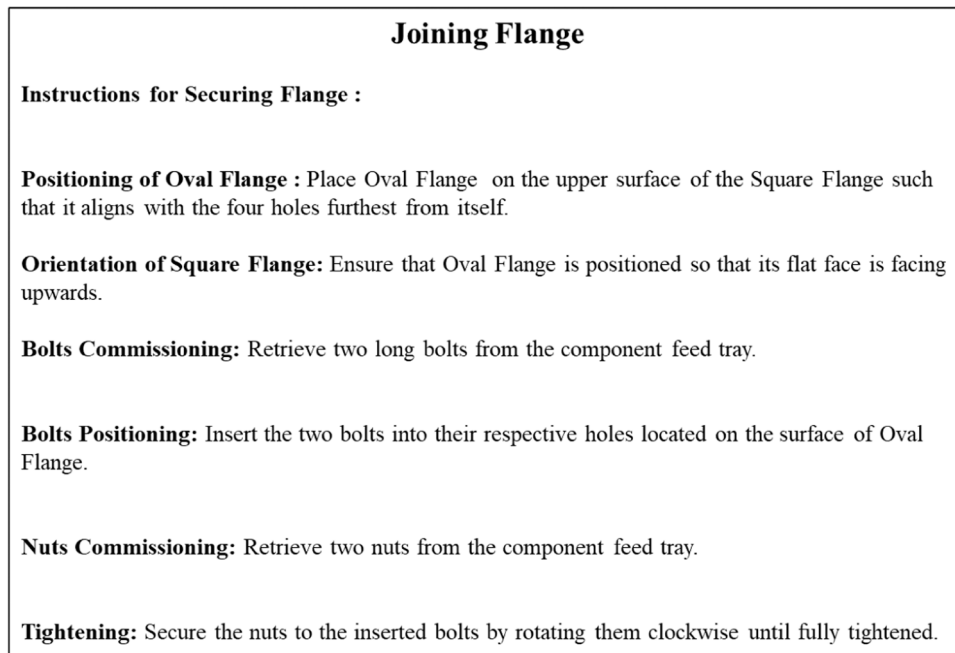 Joining Flange
Instructions for Securing Flange :
Positioning of Oval Flange : Place Oval Flange on the upper surface of the Square Flange such
that it aligns with the four holes furthest from itself.
Orientation of Square Flange: Ensure that Oval Flange is positioned so that its flat face is facing
upwards.
Bolts Commissioning: Retrieve two long bolts from the component feed tray.
Bolts Positioning: Insert the two bolts into their respective holes located on the surface of Oval
Flange.
Nuts Commissioning: Retrieve two nuts from the component feed tray.
Tightening: Secure the nuts to the inserted bolts by rotating them clockwise until fully tightened.